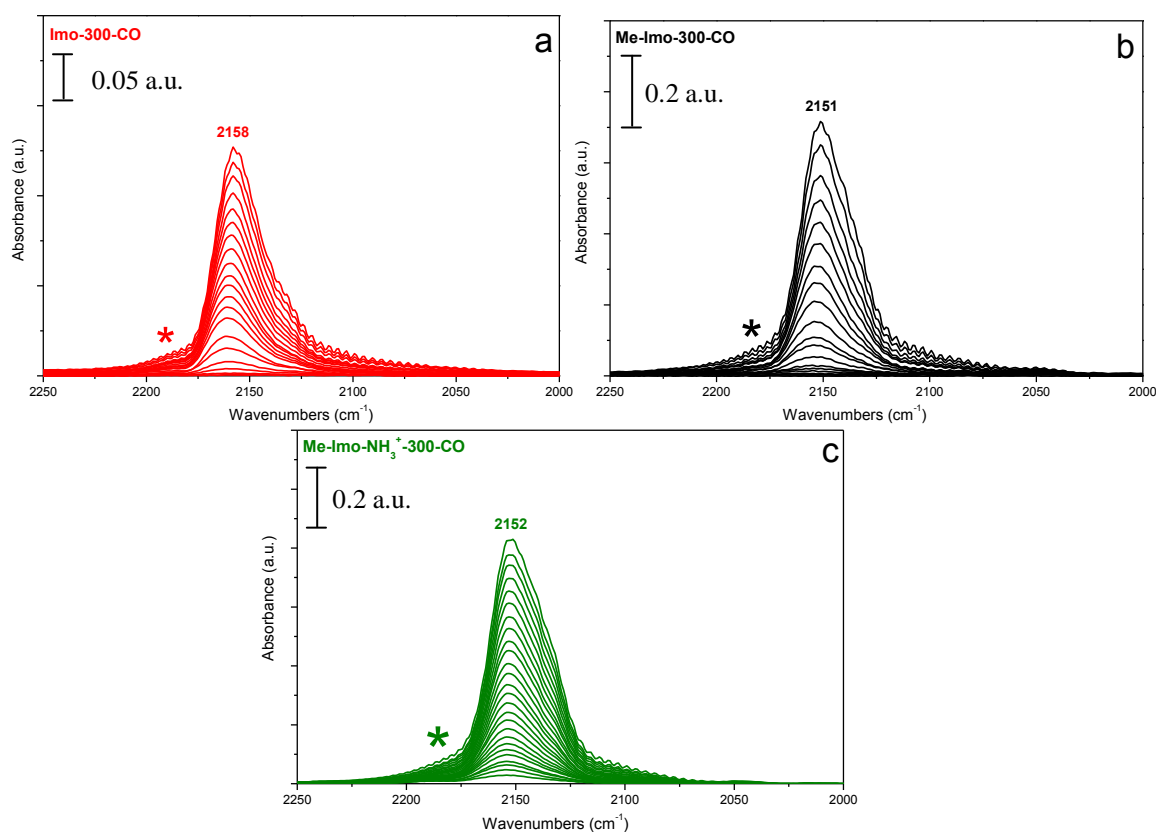 Imo-300-CO
a
0.05 a.u.
2158
*
Absorbance (a.u.)
2250 2200 2150 2100 2050 2000
Wavenumbers (cm⁻¹)
Me-Imo-300-CO
b
0.2 a.u.
2151
*
Absorbance (a.u.)
2250 2200 2150 2100 2050 2000
Wavenumbers (cm⁻¹)
Me-Imo-NH₃⁺-300-CO
c
0.2 a.u.
2152
*
Absorbance (a.u.)
2250 2200 2150 2100 2050 2000
Wavenumbers (cm⁻¹)